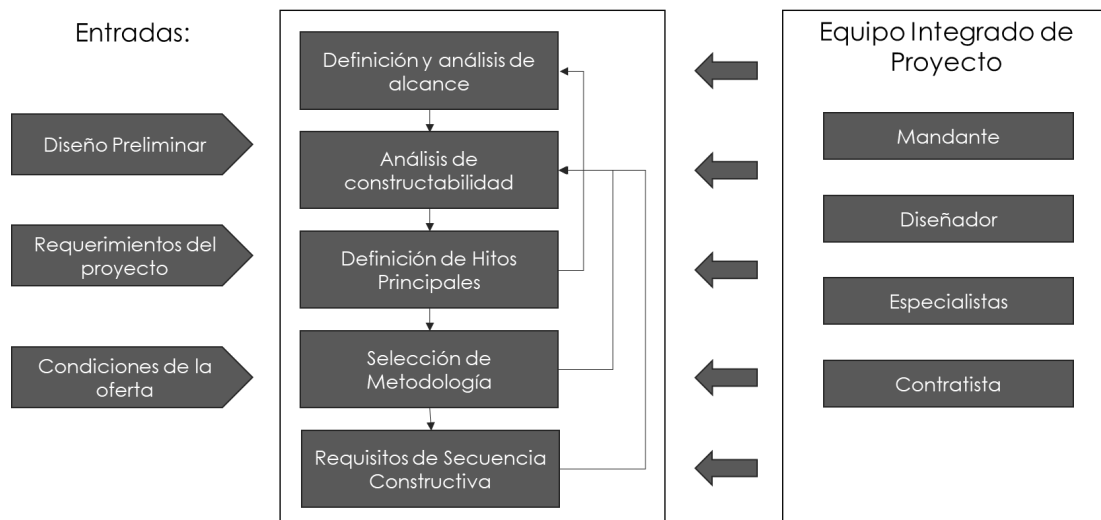 Entradas:
Diseño Preliminar
Requerimientos del
proyecto
Condiciones de la
oferta
Definición y análisis de
alcance
Análisis de
constructabilidad
Definición de Hitos
Principales
Selección de
Metodología
Requisitos de Secuencia
Constructiva
Equipo Integrado de
Proyecto
Mandante
Diseñador
Especialistas
Contratista